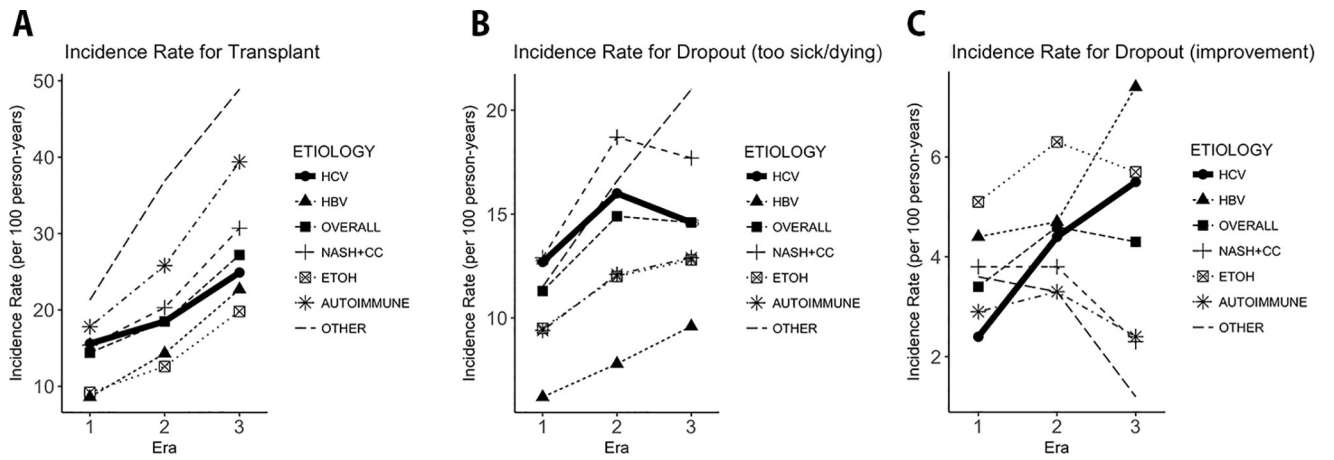 A
Incidence Rate for Transplant
Incidence Rate (per 100 person-years)
50
40
30
20
10
1 2 3
Era
ETIOLOGY
HCV
HBV
OVERALL
NASH+CC
ETOH
AUTOIMMUNE
OTHER
B
Incidence Rate for Dropout (too sick/dying)
Incidence Rate (per 100 person-years)
20
15
10
1 2 3
Era
ETIOLOGY
HCV
HBV
OVERALL
NASH+CC
ETOH
AUTOIMMUNE
OTHER
C
Incidence Rate for Dropout (improvement)
Incidence Rate (per 100 person-years)
6
4
2
1 2 3
Era
ETIOLOGY
HCV
HBV
OVERALL
NASH+CC
ETOH
AUTOIMMUNE
OTHER